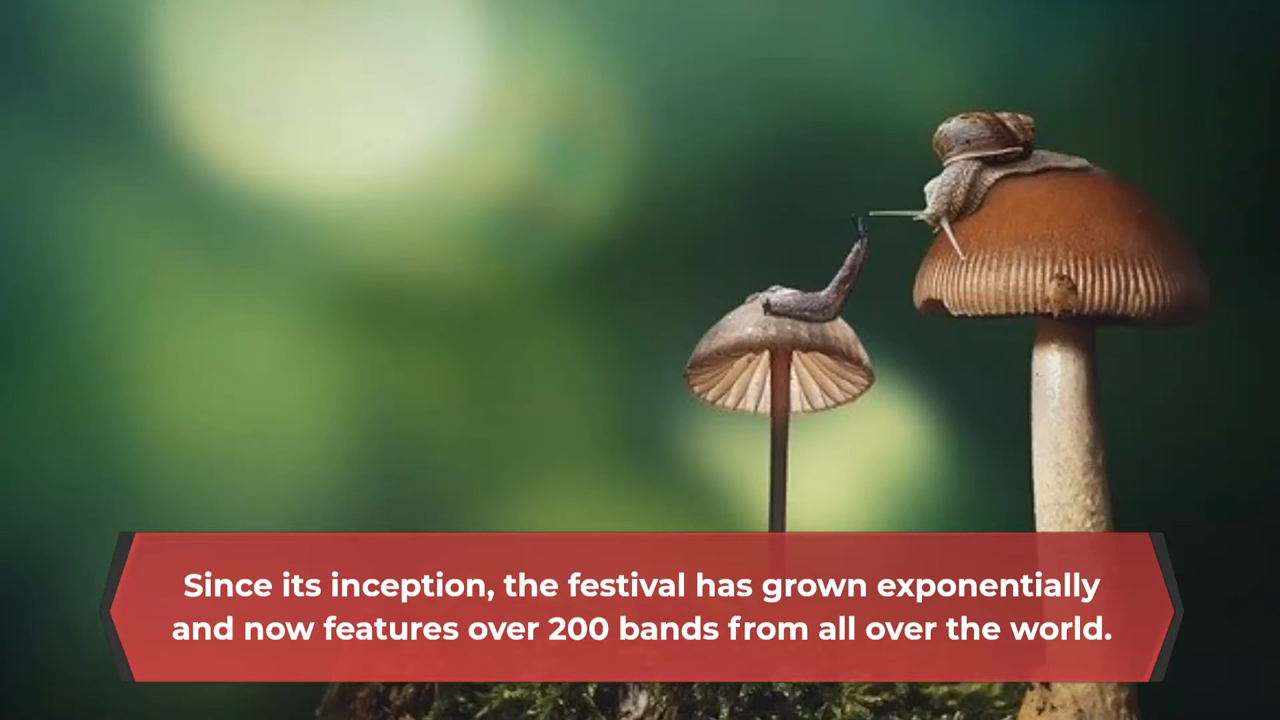 Since its inception, the festival has grown exponentially
and now features over 200 bands from all over the world.